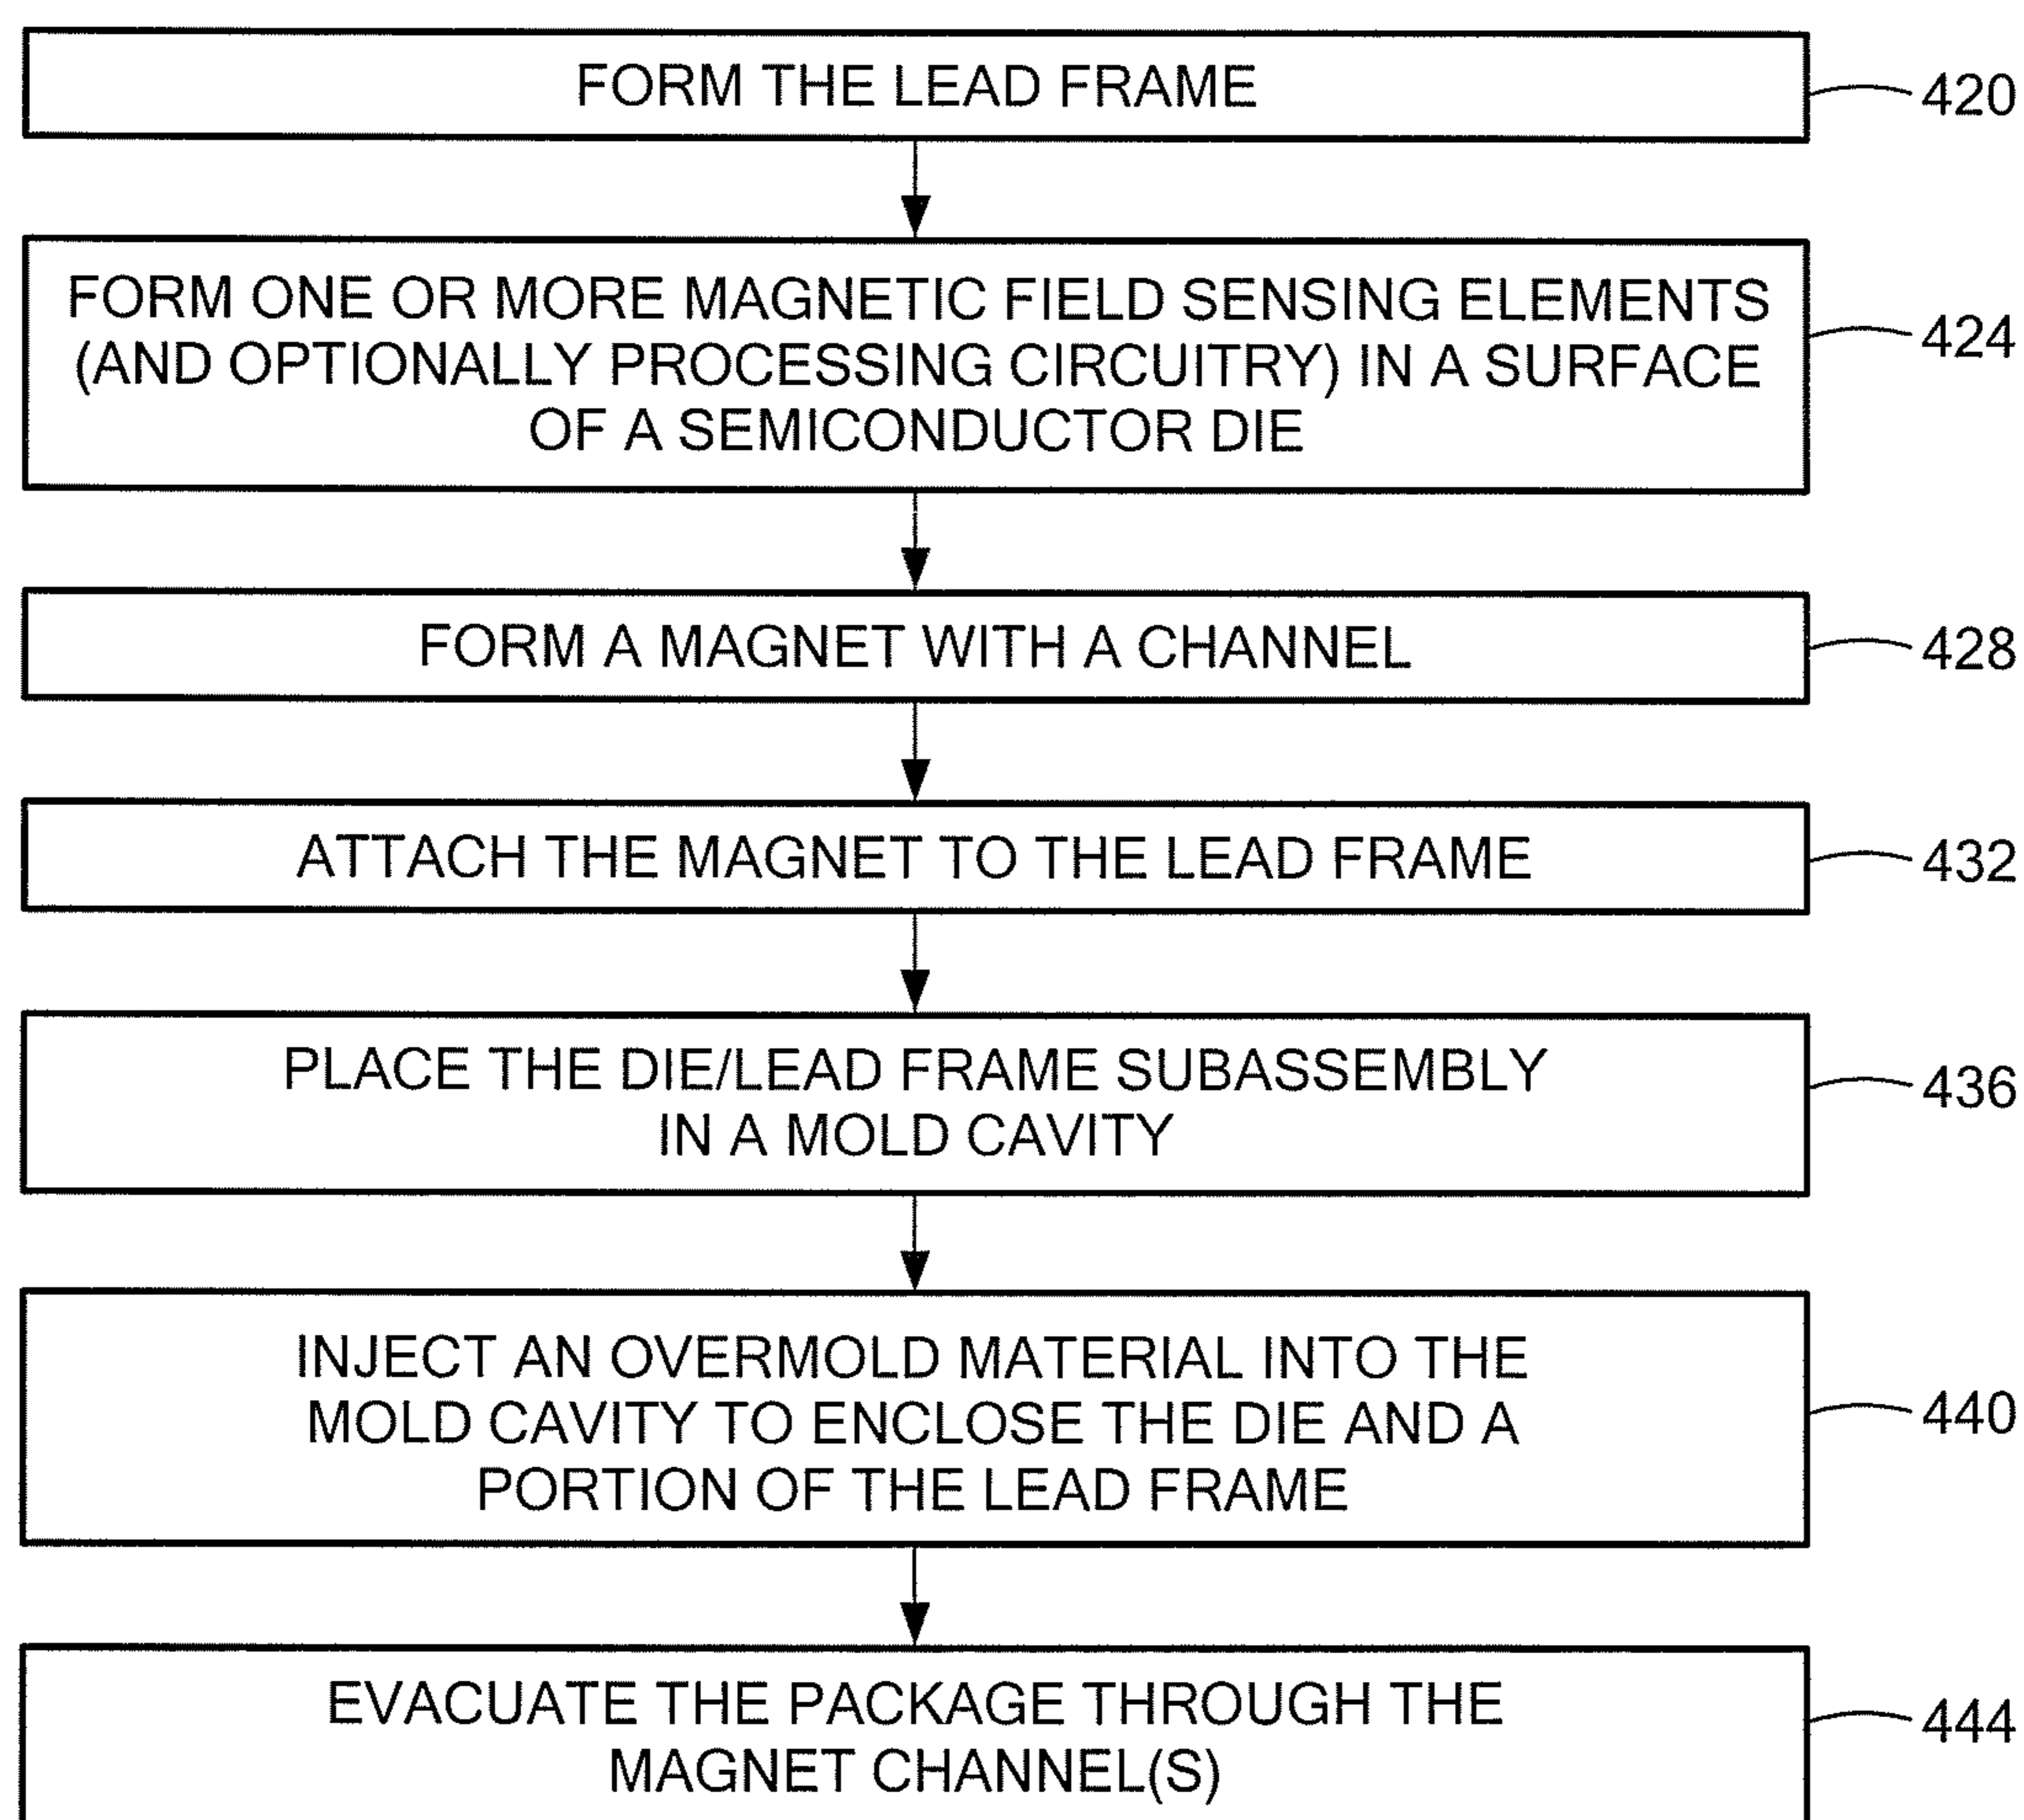 FORM THE LEAD FRAME
420
FORM ONE OR MORE MAGNETIC FIELD SENSING ELEMENTS
(AND OPTIONALLY PROCESSING CIRCUITRY) IN A SURFACE
OF A SEMICONDUCTOR DIE
424
FORM A MAGNET WITH A CHANNEL
428
ATTACH THE MAGNET TO THE LEAD FRAME
432
PLACE THE DIE/LEAD FRAME SUBASSEMBLY
IN A MOLD CAVITY
436
INJECT AN OVERMOLD MATERIAL INTO THE
MOLD CAVITY TO ENCLOSE THE DIE AND A
PORTION OF THE LEAD FRAME
440
EVACUATE THE PACKAGE THROUGH THE
MAGNET CHANNEL(S)
444